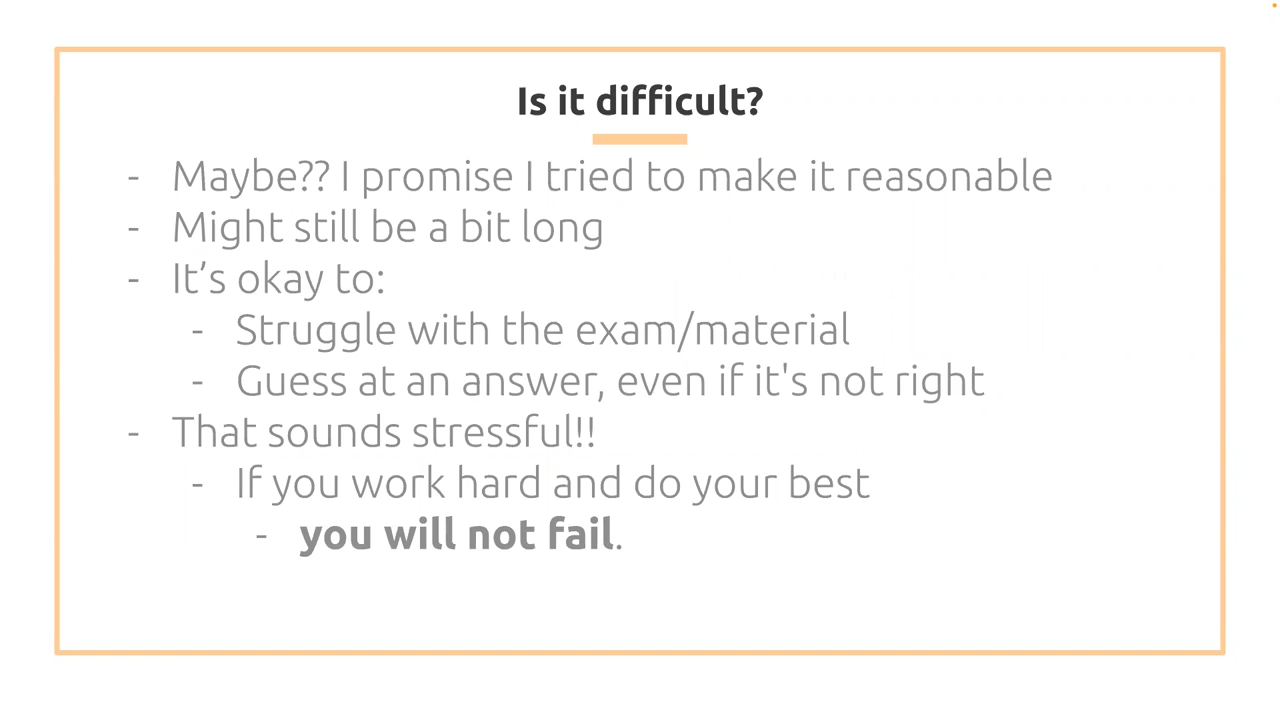 Is it difficult?
- Maybe?? I promise I tried to make it reasonable
- Might still be a bit long
- It’s okay to:
- Struggle with the exam/material
- Guess at an answer, even if it's not right
- That sounds stressful!!
- If you work hard and do your best
- you will not fail.